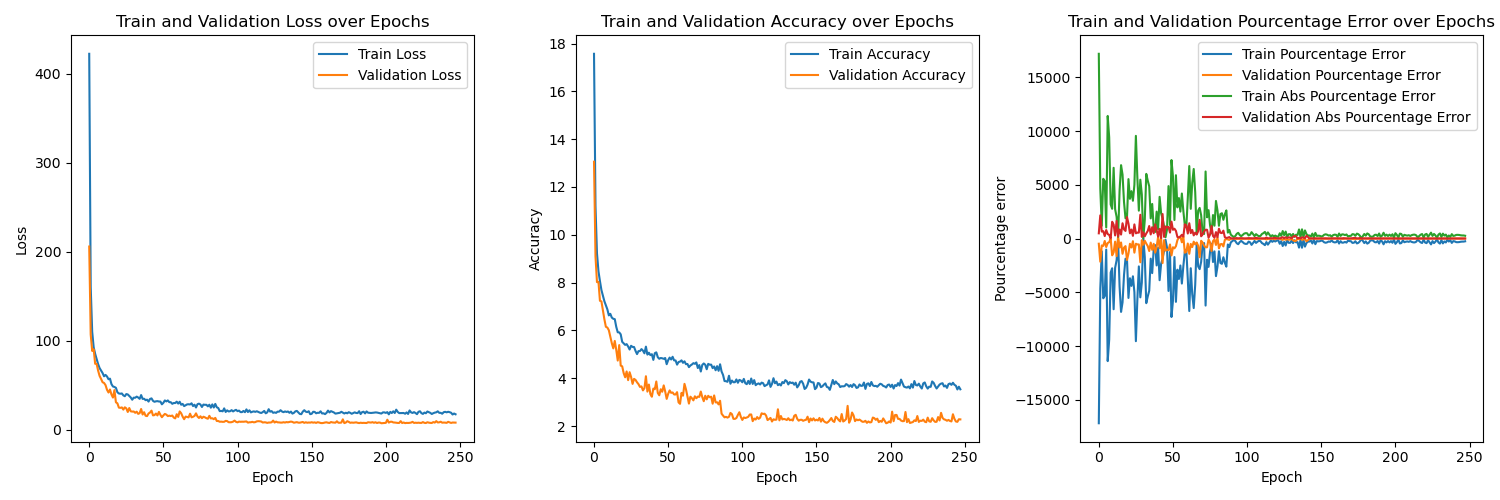 Train and Validation Loss over Epochs
Train Loss
Validation Loss
400
300
200
100
0
Loss
0 50 100 150 200 250
Epoch
Train and Validation Accuracy over Epochs
Train Accuracy
Validation Accuracy
18
16
14
12
10
8
6
4
2
Accuracy
0 50 100 150 200 250
Epoch
Train and Validation Pourcentage Error over Epochs
Train Pourcentage Error
Validation Pourcentage Error
Train Abs Pourcentage Error
Validation Abs Pourcentage Error
15000
10000
5000
0
−5000
−10000
−15000
Pourcentage error
0 50 100 150 200 250
Epoch